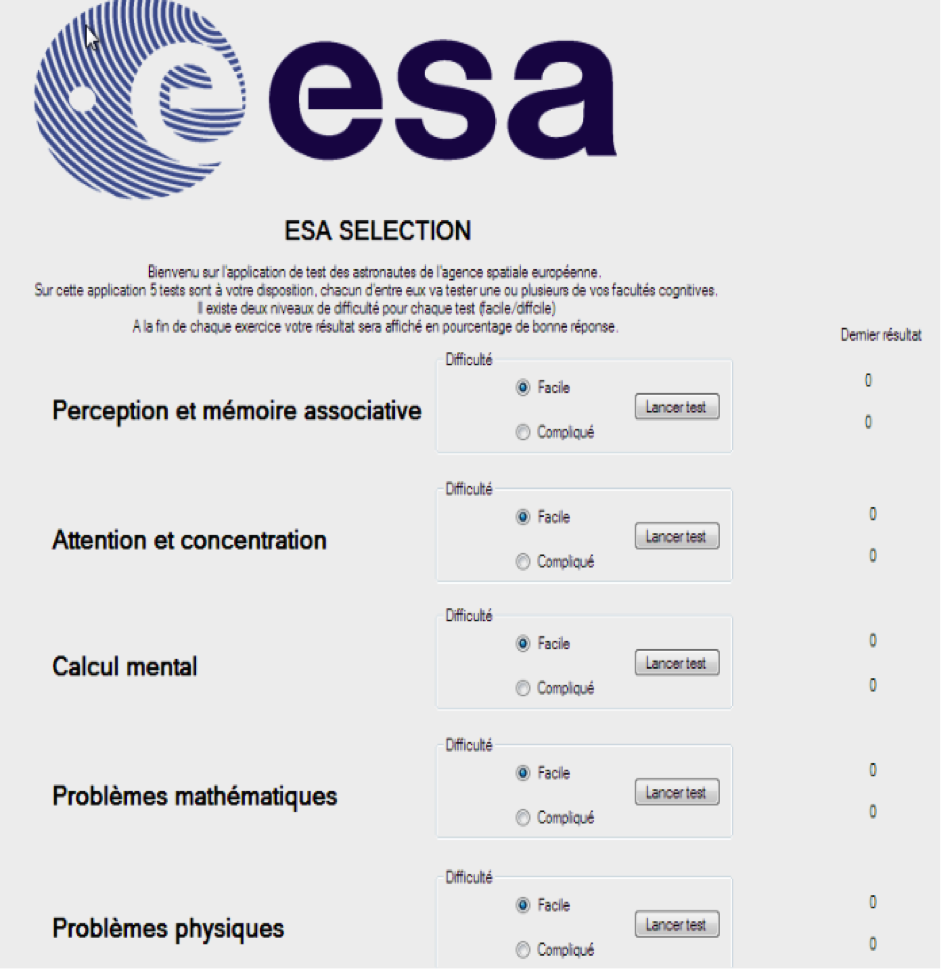 esa
ESA SELECTION
Bienvenu sur l'application de test des astronautes de l'agence spatiale européenne.
Sur cette application 5 tests sont à votre disposition, chacun d'entre eux va tester une ou plusieurs de vos facultés cognitives.
Il existe deux niveaux de difficulté pour chaque test (facile/diffcile)
A la fin de chaque exercice votre résultat sera affiché en pourcentage de bonne réponse.
Dernier résultat
Difficulté
Facile
0
Perception et mémoire associative
Lancer test
Compliqué
0
Difficulté
Facile
0
Attention et concentration
Lancer test
Compliqué
0
Difficulté
Facile
0
Calcul mental
Lancer test
Compliqué
0
Difficulté
Facile
0
Problèmes mathématiques
Lancer test
Compliqué
0
Difficulté
Facile
0
Problèmes physiques
Lancer test
Compliqué
0